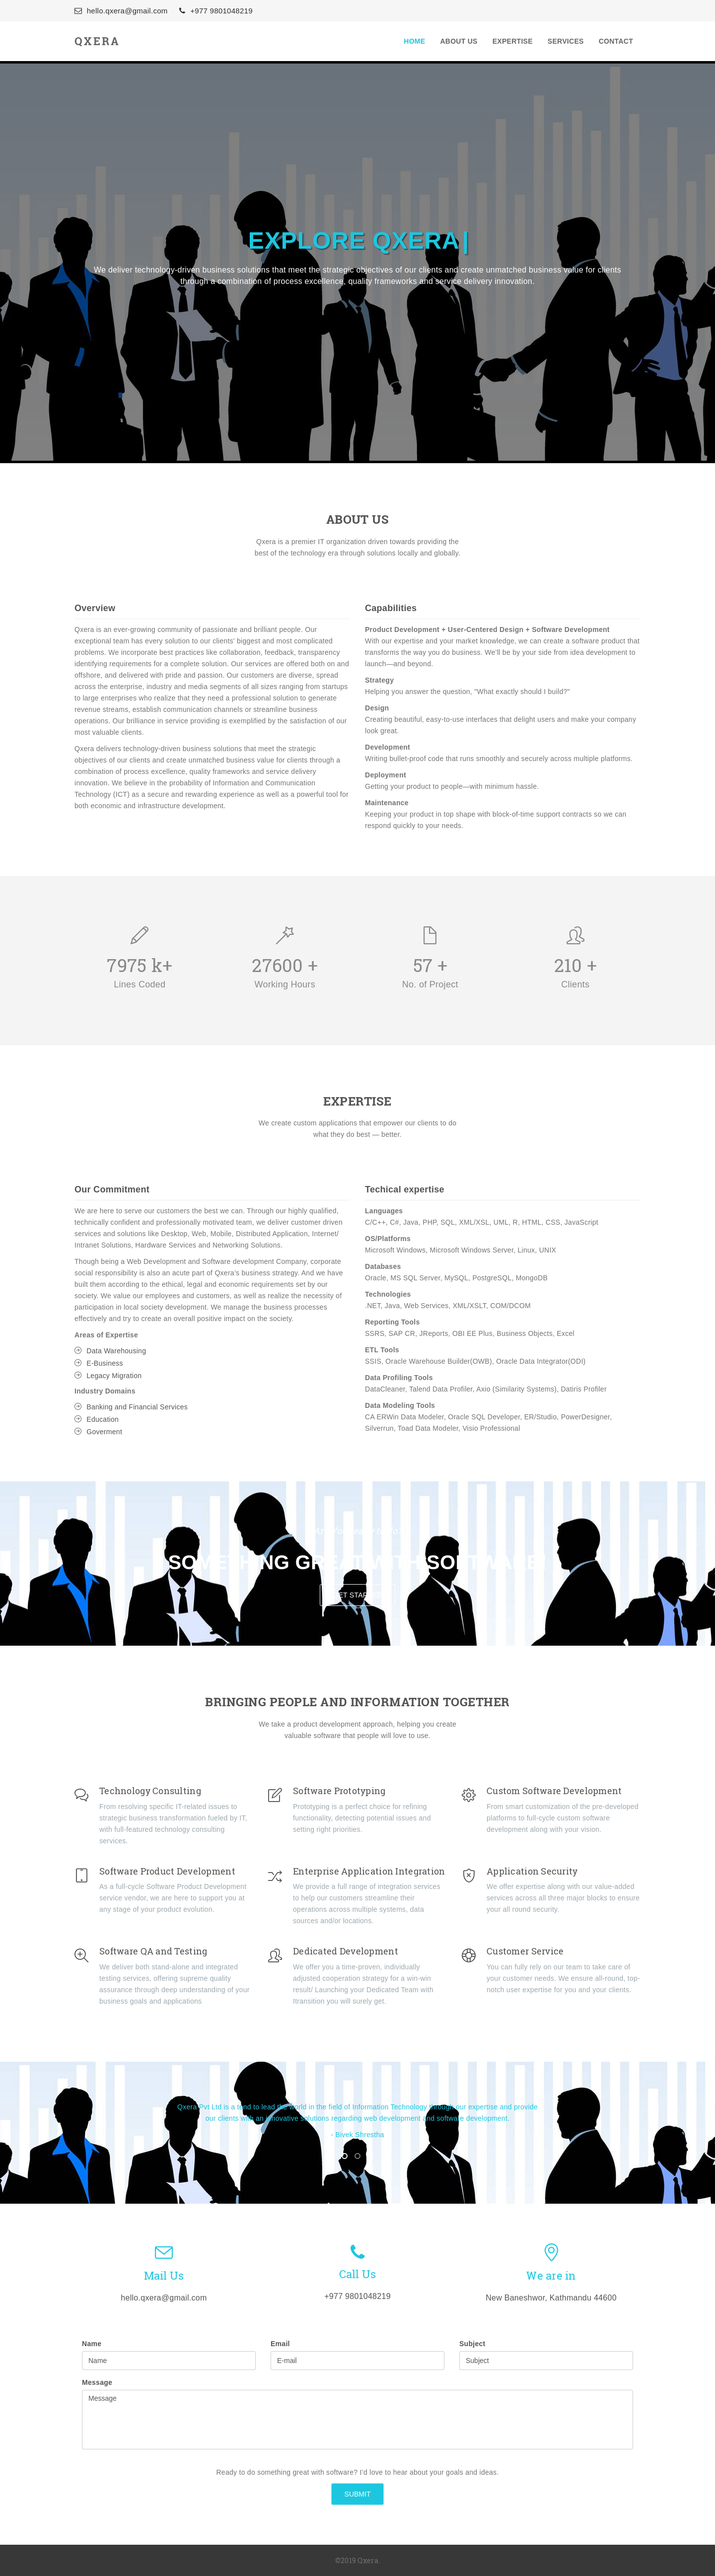 hello.qxera@gmail.com +977 9801048219
QXERA
HOME ABOUT US EXPERTISE SERVICES CONTACT
EXPLORE QXERA|
We deliver technology-driven business solutions that meet the strategic objectives of our clients and create unmatched business value for clients
through a combination of process excellence, quality frameworks and service delivery innovation.
ABOUT US
Qxera is a premier IT organization driven towards providing the
best of the technology era through solutions locally and globally.
Overview
Qxera is an ever-growing community of passionate and brilliant people. Our
exceptional team has every solution to our clients' biggest and most complicated
problems. We incorporate best practices like collaboration, feedback, transparency
identifying requirements for a complete solution. Our services are offered both on and
offshore, and delivered with pride and passion. Our customers are diverse, spread
across the enterprise, industry and media segments of all sizes ranging from startups
to large enterprises who realize that they need a professional solution to generate
revenue streams, establish communication channels or streamline business
operations. Our brilliance in service providing is exemplified by the satisfaction of our
most valuable clients.
Qxera delivers technology-driven business solutions that meet the strategic
objectives of our clients and create unmatched business value for clients through a
combination of process excellence, quality frameworks and service delivery
innovation. We believe in the probability of Information and Communication
Technology (ICT) as a secure and rewarding experience as well as a powerful tool for
both economic and infrastructure development.
Capabilities
Product Development + User-Centered Design + Software Development
With our expertise and your market knowledge, we can create a software product that
transforms the way you do business. We'll be by your side from idea development to
launch—and beyond.
Strategy
Helping you answer the question, "What exactly should I build?"
Design
Creating beautiful, easy-to-use interfaces that delight users and make your company
look great.
Development
Writing bullet-proof code that runs smoothly and securely across multiple platforms.
Deployment
Getting your product to people—with minimum hassle.
Maintenance
Keeping your product in top shape with block-of-time support contracts so we can
respond quickly to your needs.
7975 k+
Lines Coded
27600 +
Working Hours
57 +
No. of Project
210 +
Clients
EXPERTISE
We create custom applications that empower our clients to do
what they do best — better.
Our Commitment
We are here to serve our customers the best we can. Through our highly qualified,
technically confident and professionally motivated team, we deliver customer driven
services and solutions like Desktop, Web, Mobile, Distributed Application, Internet/
Intranet Solutions, Hardware Services and Networking Solutions.
Though being a Web Development and Software development Company, corporate
social responsibility is also an acute part of Qxera's business strategy. And we have
built them according to the ethical, legal and economic requirements set by our
society. We value our employees and customers, as well as realize the necessity of
participation in local society development. We manage the business processes
effectively and try to create an overall positive impact on the society.
Areas of Expertise
Data Warehousing
E-Business
Legacy Migration
Industry Domains
Banking and Financial Services
Education
Goverment
Techical expertise
Languages
C/C++, C#, Java, PHP, SQL, XML/XSL, UML, R, HTML, CSS, JavaScript
OS/Platforms
Microsoft Windows, Microsoft Windows Server, Linux, UNIX
Databases
Oracle, MS SQL Server, MySQL, PostgreSQL, MongoDB
Technologies
.NET, Java, Web Services, XML/XSLT, COM/DCOM
Reporting Tools
SSRS, SAP CR, JReports, OBI EE Plus, Business Objects, Excel
ETL Tools
SSIS, Oracle Warehouse Builder(OWB), Oracle Data Integrator(ODI)
Data Profiling Tools
DataCleaner, Talend Data Profiler, Axio (Similarity Systems), Datiris Profiler
Data Modeling Tools
CA ERWin Data Modeler, Oracle SQL Developer, ER/Studio, PowerDesigner,
Silverrun, Toad Data Modeler, Visio Professional
SOMETHING GREAT WITH SOFTWARE
BRINGING PEOPLE AND INFORMATION TOGETHER
We take a product development approach, helping you create
valuable software that people will love to use.
Technology Consulting
From resolving specific IT-related issues to
strategic business transformation fueled by IT,
with full-featured technology consulting
services.
Software Prototyping
Prototyping is a perfect choice for refining
functionality, detecting potential issues and
setting right priorities.
Custom Software Development
From smart customization of the pre-developed
platforms to full-cycle custom software
development along with your vision.
Software Product Development
As a full-cycle Software Product Development
service vendor, we are here to support you at
any stage of your product evolution.
Enterprise Application Integration
We provide a full range of integration services
to help our customers streamline their
operations across multiple systems, data
sources and/or locations.
Application Security
We offer expertise along with our value-added
services across all three major blocks to ensure
your all round security.
Software QA and Testing
We deliver both stand-alone and integrated
testing services, offering supreme quality
assurance through deep understanding of your
business goals and applications
Dedicated Development
We offer you a time-proven, individually
adjusted cooperation strategy for a win-win
result/ Launching your Dedicated Team with
Itransition you will surely get.
Customer Service
You can fully rely on our team to take care of
your customer needs. We ensure all-round, top-
notch user expertise for you and your clients.
Qxera Pvt Ltd is a send to lead the world in the field of Information Technology through our expertise and provide
our clients with an innovative solutions regarding web development and software development.
- Bivek Shrestha
Mail Us
hello.qxera@gmail.com
Call Us
+977 9801048219
We are in
New Baneshwor, Kathmandu 44600
Name
Name
Email
E-mail
Subject
Subject
Message
Message
Ready to do something great with software? I'd love to hear about your goals and ideas.
SUBMIT
©2019 Qxera